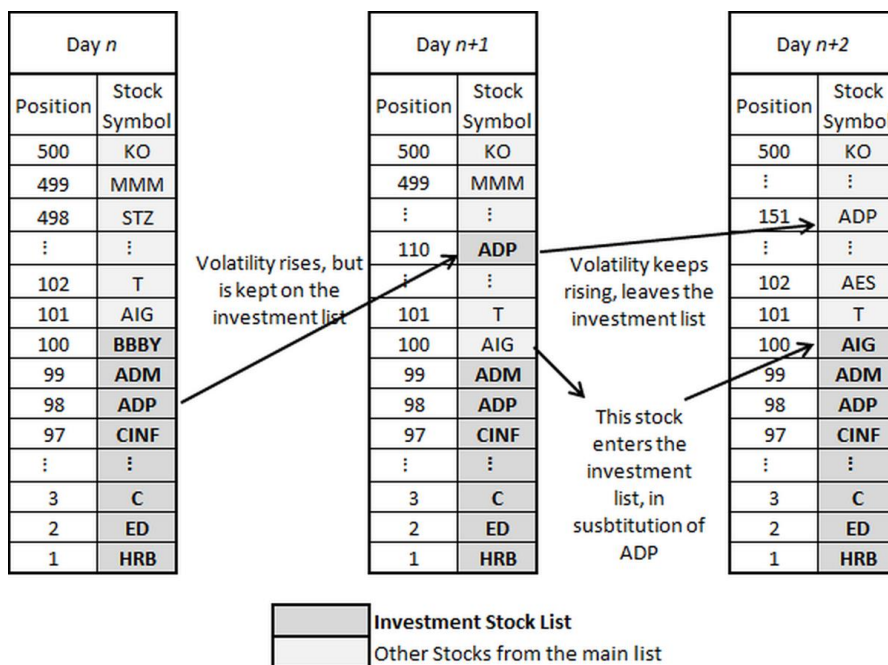 Day n
Position Stock Symbol
500 KO
499 MMM
498 STZ
⋮ ⋮
102 T
101 AIG
100 BBBY
99 ADM
98 ADP
97 CINF
⋮ ⋮
3 C
2 ED
1 HRB
Volatility rises, but
is kept on the
investment list
Day n+1
Position Stock Symbol
500 KO
499 MMM
⋮ ⋮
110 ADP
⋮ ⋮
101 T
100 AIG
99 ADM
98 ADP
97 CINF
⋮ ⋮
3 C
2 ED
1 HRB
Volatility keeps
rising, leaves the
investment list
This stock
enters the
investment
list, in
susbtitution of
ADP
Day n+2
Position Stock Symbol
500 KO
⋮ ⋮
151 ADP
⋮ ⋮
102 AES
101 T
100 AIG
99 ADM
98 ADP
97 CINF
⋮ ⋮
3 C
2 ED
1 HRB
Investment Stock List
Other Stocks from the main list